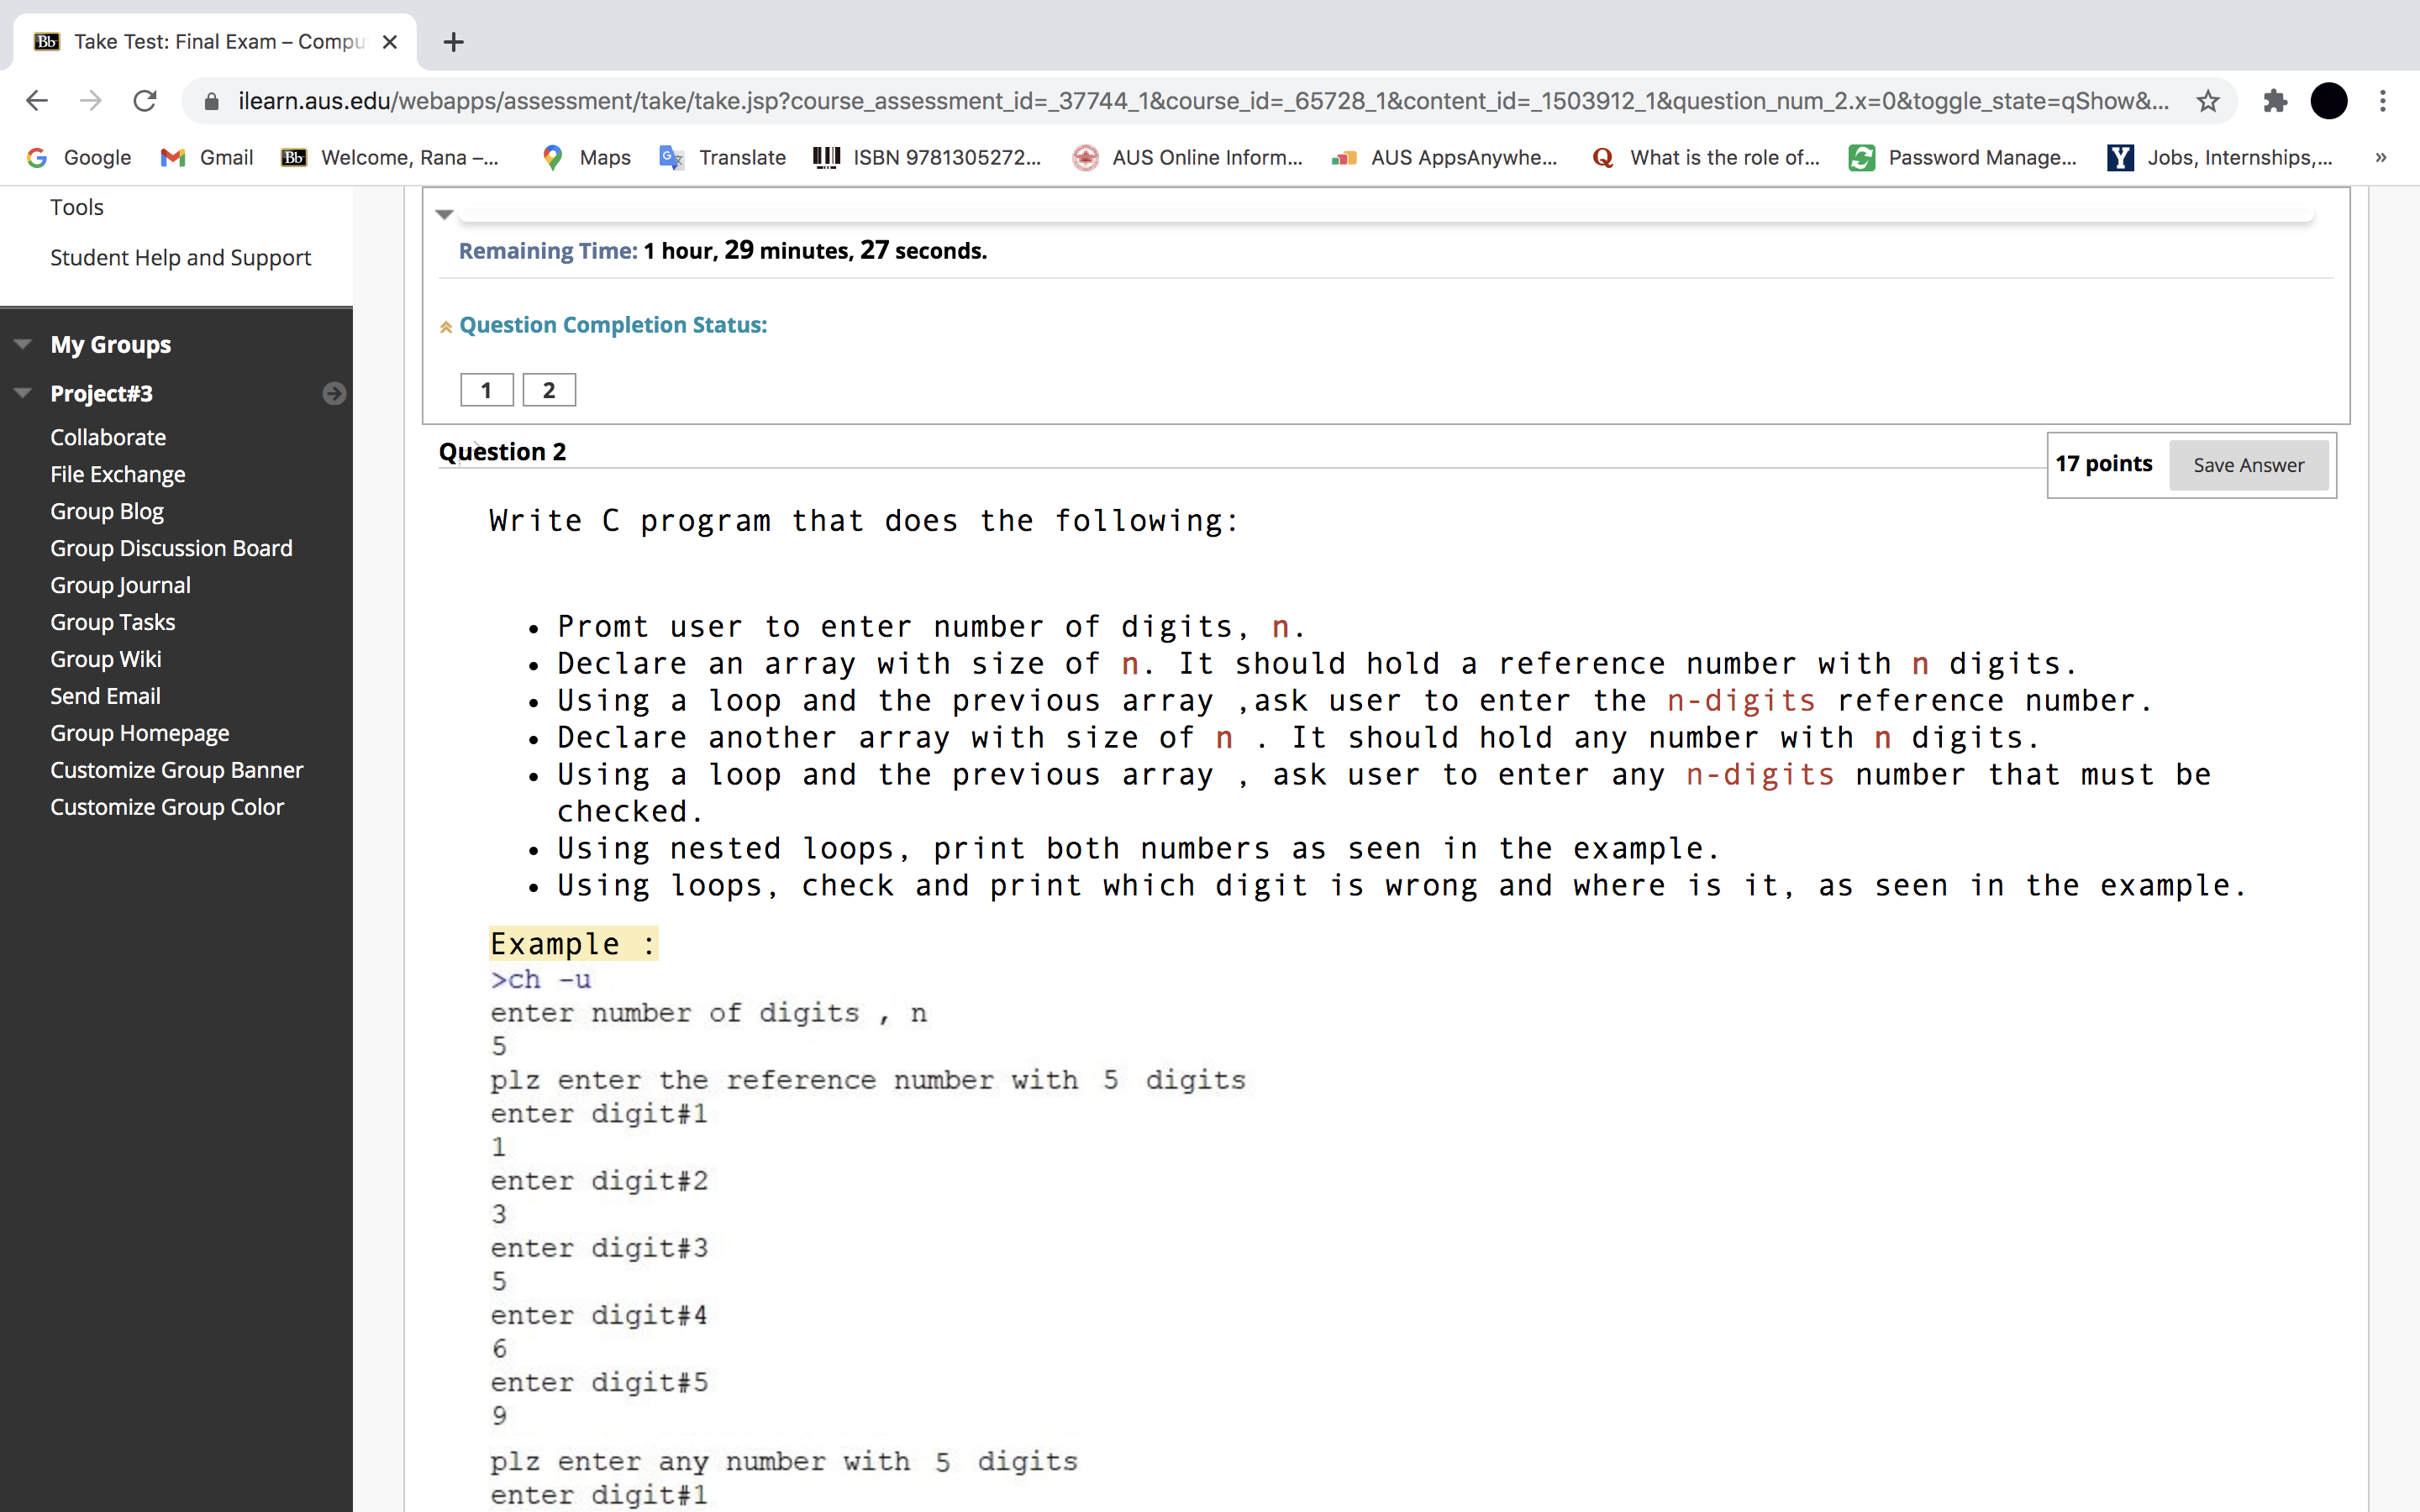 Bb Take Test: Final Exam – Compu
ilearn.aus.edu/webapps/assessment/take/take.jsp?course_assessment_id=_37744_1&course_id=_65728_1&content_id=_1503912_1&question_num_2.x=0&toggle_state=qShow&...
Google Gmail Bb Welcome, Rana –... Maps Translate ISBN 9781305272... AUS Online Inform... AUS AppsAnywhe... Q What is the role of... Password Manage... Y Jobs, Internships,... »
Tools
Student Help and Support
My Groups
Project#3
Collaborate
File Exchange
Group Blog
Group Discussion Board
Group Journal
Group Tasks
Group Wiki
Send Email
Group Homepage
Customize Group Banner
Customize Group Color
Remaining Time: 1 hour, 29 minutes, 27 seconds.
Question Completion Status:
1 2
Question 2
17 points Save Answer
Write C program that does the following:
• Promt user to enter number of digits, n.
• Declare an array with size of n. It should hold a reference number with n digits.
• Using a loop and the previous array ,ask user to enter the n-digits reference number.
• Declare another array with size of n . It should hold any number with n digits.
• Using a loop and the previous array , ask user to enter any n-digits number that must be
checked.
• Using nested loops, print both numbers as seen in the example.
• Using loops, check and print which digit is wrong and where is it, as seen in the example.
Example :
>ch -u
enter number of digits , n
5
plz enter the reference number with 5 digits
enter digit#1
1
enter digit#2
3
enter digit#3
5
enter digit#4
6
enter digit#5
9
plz enter any number with 5 digits
enter digit#1